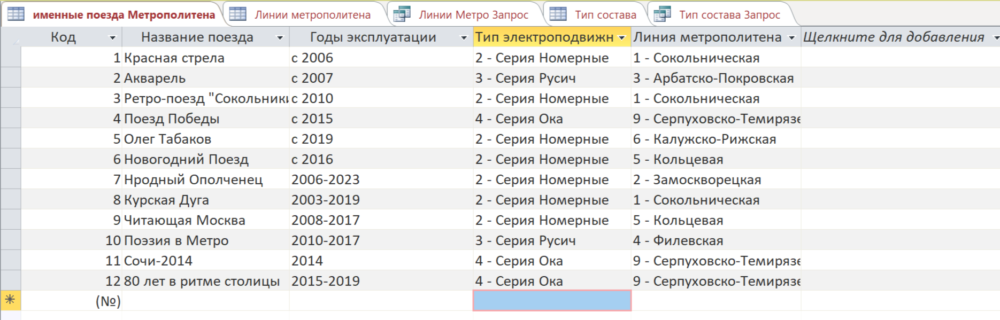 именные поезда Метрополитена Линии метрополитена Линии Метро Запрос Тип состава Тип состава Запрос
Код Название поезда Годы эксплуатации Тип электроподвижн Линия метрополитена Щелкните для добавления
1 Красная стрела с 2006 2 - Серия Номерные 1 - Сокольническая
2 Акварель с 2007 3 - Серия Русич 3 - Арбатско-Покровская
3 Ретро-поезд "Сокольники с 2010 2 - Серия Номерные 1 - Сокольническая
4 Поезд Победы с 2015 4 - Серия Ока 9 - Серпуховско-Темирязе
5 Олег Табаков с 2019 2 - Серия Номерные 6 - Калужско-Рижская
6 Новогодний Поезд с 2016 2 - Серия Номерные 5 - Кольцевая
7 Нродный Ополченец 2006-2023 2 - Серия Номерные 2 - Замоскворецкая
8 Курская Дуга 2003-2019 2 - Серия Номерные 1 - Сокольническая
9 Читающая Москва 2008-2017 2 - Серия Номерные 5 - Кольцевая
10 Поэзия в Метро 2010-2017 3 - Серия Русич 4 - Филевская
11 Сочи-2014 2014 4 - Серия Ока 9 - Серпуховско-Темирязе
12 80 лет в ритме столицы 2015-2019 4 - Серия Ока 9 - Серпуховско-Темирязе
(№)